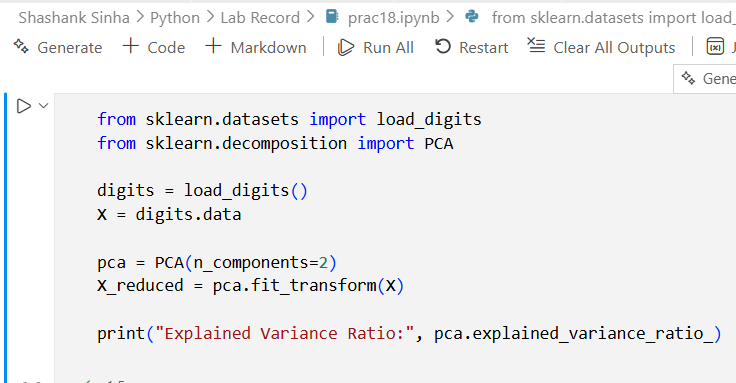 Shashank Sinha > Python > Lab Record > prac18.ipynb > from sklearn.datasets import load_
Generate + Code + Markdown | Run All Restart Clear All Outputs |
Gene
from sklearn.datasets import load_digits
from sklearn.decomposition import PCA
digits = load_digits()
X = digits.data
pca = PCA(n_components=2)
X_reduced = pca.fit_transform(X)
print("Explained Variance Ratio:", pca.explained_variance_ratio_)